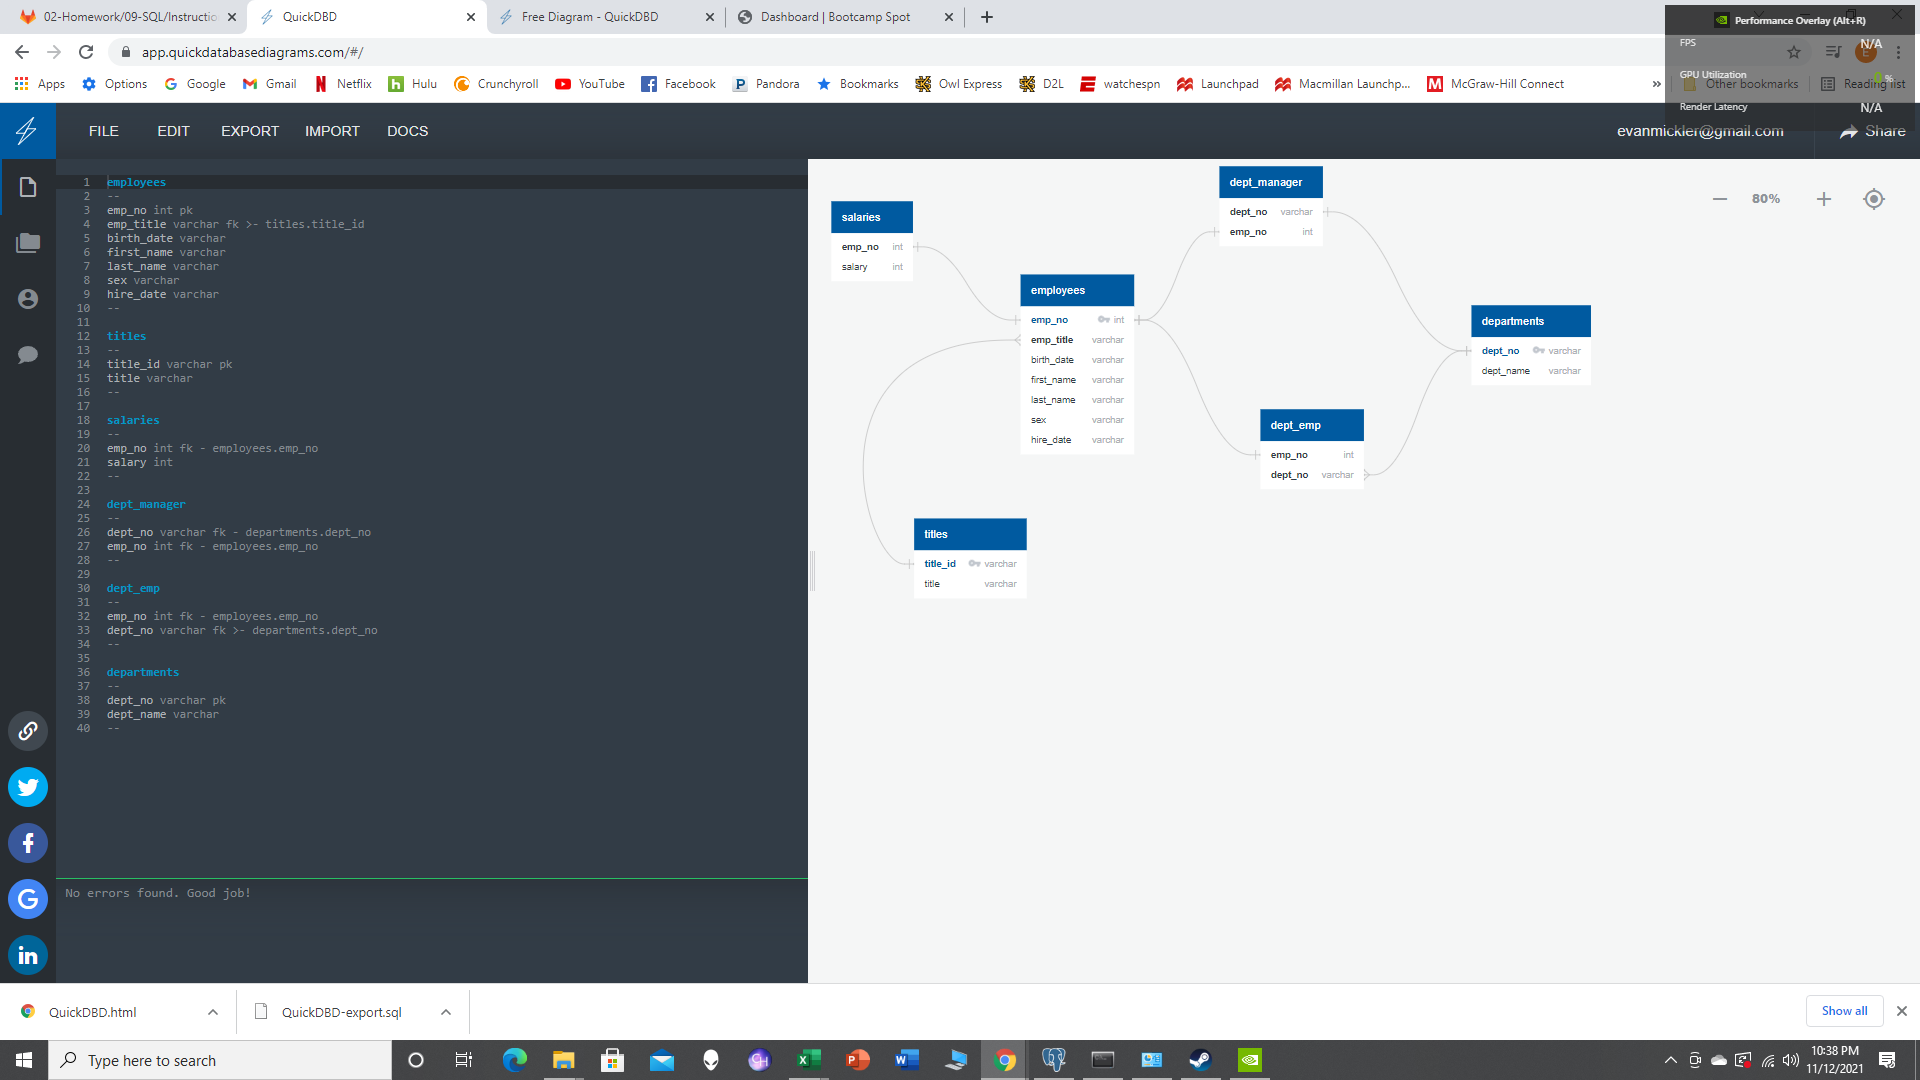 02-Homework/09-SQL/Instructio
QuickDBD
Free Diagram - QuickDBD
Dashboard | Bootcamp Spot
Performance Overlay (Alt+R)
FPS N/A
GPU Utilization 0 %
Render Latency N/A
app.quickdatabasediagrams.com/#/
Apps Options Google Gmail Netflix Hulu Crunchyroll YouTube Facebook Pandora Bookmarks Owl Express D2L watchespn Launchpad Macmillan Launchp... McGraw-Hill Connect » Other bookmarks Reading list
FILE EDIT EXPORT IMPORT DOCS
evanmickler@gmail.com Share
1 employees
2 --
3 emp_no int pk
4 emp_title varchar fk >- titles.title_id
5 birth_date varchar
6 first_name varchar
7 last_name varchar
8 sex varchar
9 hire_date varchar
10 --
11
12 titles
13 --
14 title_id varchar pk
15 title varchar
16 --
17
18 salaries
19 --
20 emp_no int fk - employees.emp_no
21 salary int
22 --
23
24 dept_manager
25 --
26 dept_no varchar fk - departments.dept_no
27 emp_no int fk - employees.emp_no
28 --
29
30 dept_emp
31 --
32 emp_no int fk - employees.emp_no
33 dept_no varchar fk >- departments.dept_no
34 --
35
36 departments
37 --
38 dept_no varchar pk
39 dept_name varchar
40 --
No errors found. Good job!
80%
salaries
emp_no int
salary int
employees
emp_no int
emp_title varchar
birth_date varchar
first_name varchar
last_name varchar
sex varchar
hire_date varchar
dept_manager
dept_no varchar
emp_no int
departments
dept_no varchar
dept_name varchar
dept_emp
emp_no int
dept_no varchar
titles
title_id varchar
title varchar
QuickDBD.html
QuickDBD-export.sql
Show all
Type here to search
10:38 PM
11/12/2021